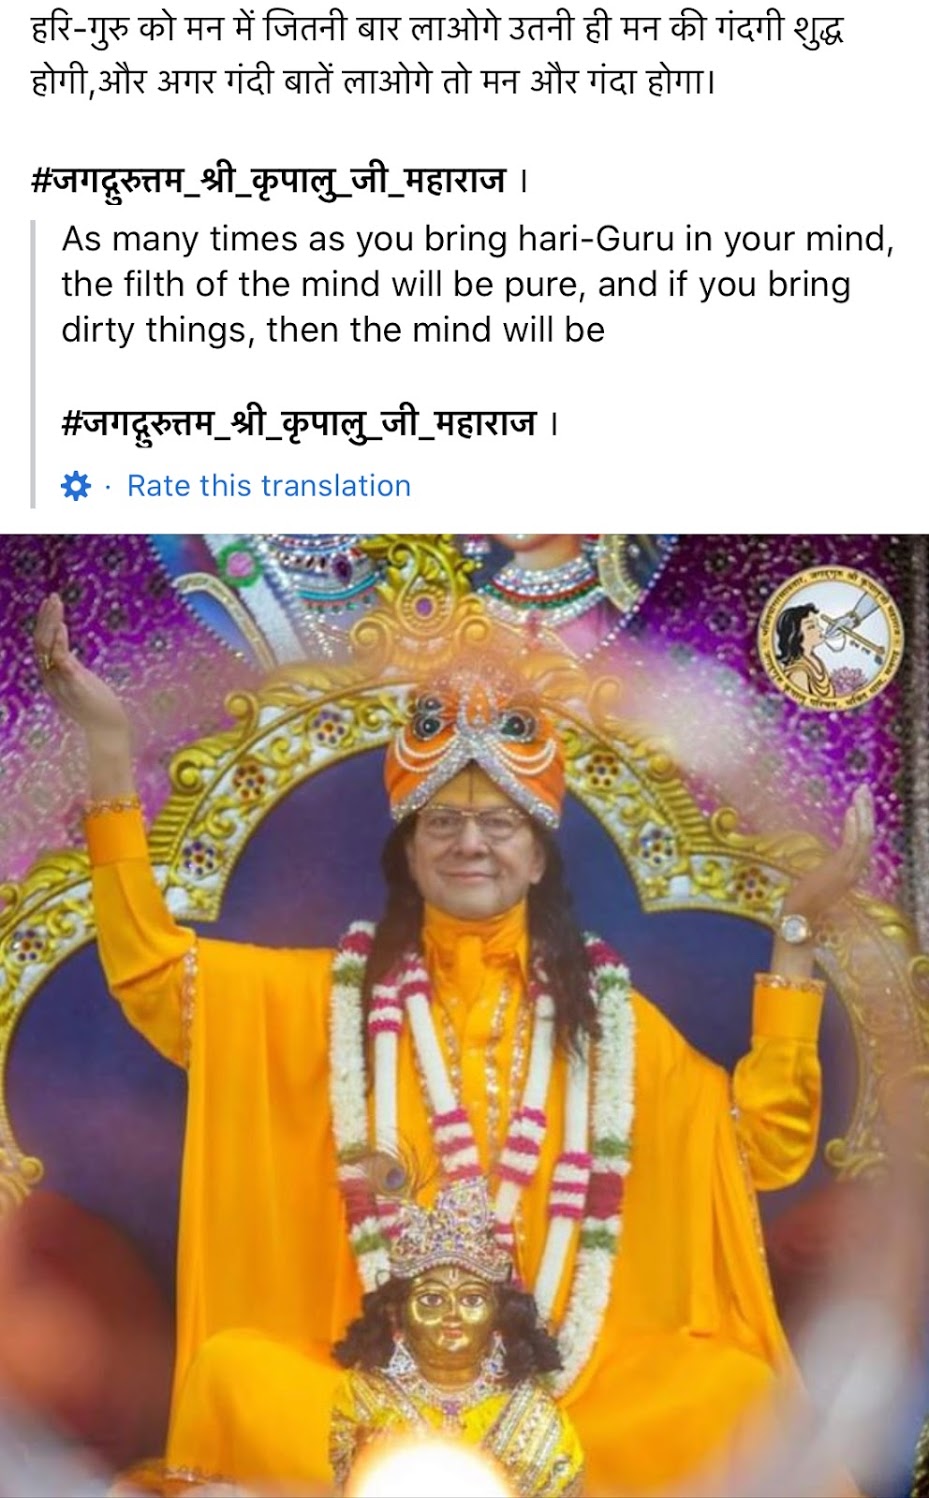 हरि-गुरु को मन में जितनी बार लाओगे उतनी ही मन की गंदगी शुद्ध
होगी,और अगर गंदी बातें लाओगे तो मन और गंदा होगा।
#जगद्गुरुत्तम_श्री_कृपालु_जी_महाराज ।
As many times as you bring hari-Guru in your mind,
the filth of the mind will be pure, and if you bring
dirty things, then the mind will be
#जगद्गुरुत्तम_श्री_कृपालु_जी_महाराज ।
· Rate this translation